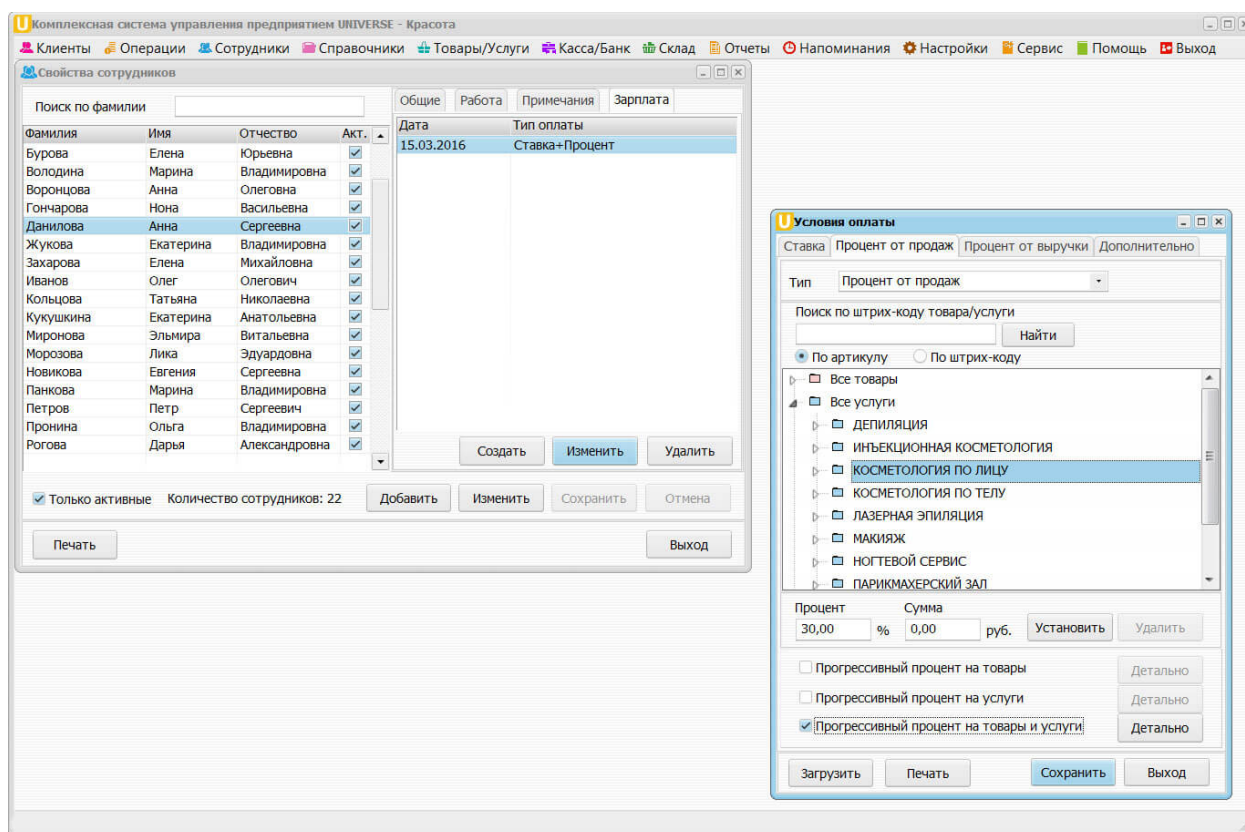 Комплексная система управления предприятием UNIVERSE - Красота
Клиенты Операции Сотрудники Справочники Товары/Услуги Касса/Банк Склад Отчеты Напоминания Настройки Сервис Помощь Выход
Свойства сотрудников
Поиск по фамилии
Фамилия Имя Отчество Акт.
Бурова Елена Юрьевна
Володина Марина Владимировна
Воронцова Анна Олеговна
Гончарова Нона Васильевна
Данилова Анна Сергеевна
Жукова Екатерина Владимировна
Захарова Елена Михайловна
Иванов Олег Олегович
Кольцова Татьяна Николаевна
Кукушкина Екатерина Анатольевна
Миронова Эльмира Витальевна
Морозова Лика Эдуардовна
Новикова Евгения Сергеевна
Панкова Марина Владимировна
Петров Петр Сергеевич
Пронина Ольга Владимировна
Рогова Дарья Александровна
Общие Работа Примечания Зарплата
Дата Тип оплаты
15.03.2016 Ставка+Процент
Создать Изменить Удалить
Только активные Количество сотрудников: 22 Добавить Изменить Сохранить Отмена
Печать Выход
U Условия оплаты
Ставка Процент от продаж Процент от выручки Дополнительно
Тип Процент от продаж
Поиск по штрих-коду товара/услуги
Найти
По артикулу По штрих-коду
Все товары
Все услуги
ДЕПИЛЯЦИЯ
ИНЪЕКЦИОННАЯ КОСМЕТОЛОГИЯ
КОСМЕТОЛОГИЯ ПО ЛИЦУ
КОСМЕТОЛОГИЯ ПО ТЕЛУ
ЛАЗЕРНАЯ ЭПИЛЯЦИЯ
МАКИЯЖ
НОГТЕВОЙ СЕРВИС
ПАРИКМАХЕРСКИЙ ЗАЛ
Процент Сумма
30,00 % 0,00 руб. Установить Удалить
Прогрессивный процент на товары Детально
Прогрессивный процент на услуги Детально
Прогрессивный процент на товары и услуги Детально
Загрузить Печать Сохранить Выход